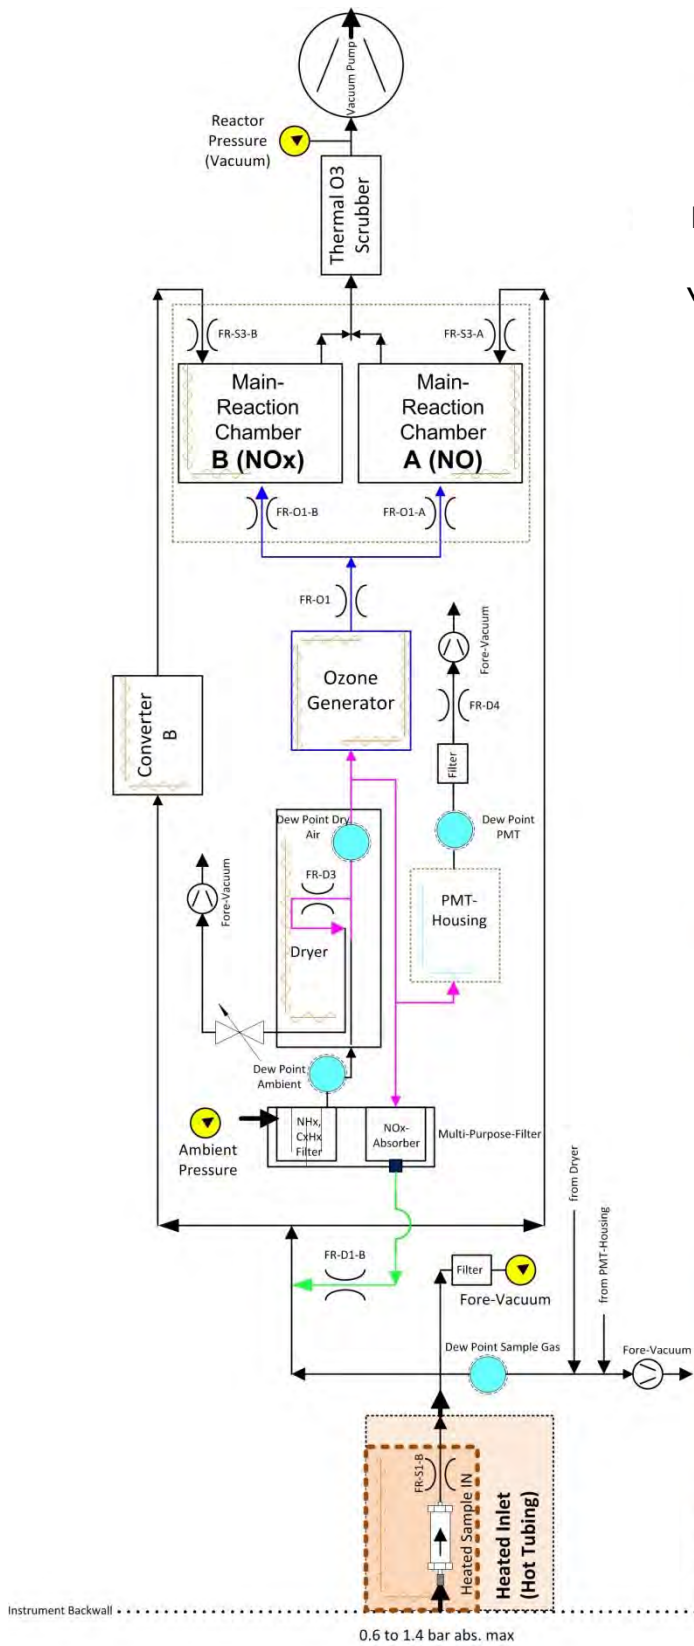 Vacuum Pump
Reactor
Pressure
(Vacuum)
Thermal O3
Scrubber
FR-S3-B
FR-S3-A
Main-
Reaction
Chamber
B (NOx)
Main-
Reaction
Chamber
A (NO)
FR-O1-B
FR-O1-A
FR-O1
Ozone
Generator
Fore-Vacuum
FR-D4
Filter
Converter
B
Dew Point
PMT
Dew Point Dry
Air
FR-D3
Dryer
Fore-Vacuum
PMT-
Housing
Dew Point
Ambient
NHx,
CxHx
Filter
NOx-
Absorber
Multi-Purpose-Filter
Ambient
Pressure
from Dryer
from PMT-Housing
FR-D1-B
Filter
Fore-Vacuum
Dew Point Sample Gas
Fore-Vacuum
FR-S1-B
Heated Sample IN
Heated Inlet
(Hot Tubing)
Instrument Backwall
0.6 to 1.4 bar abs. max